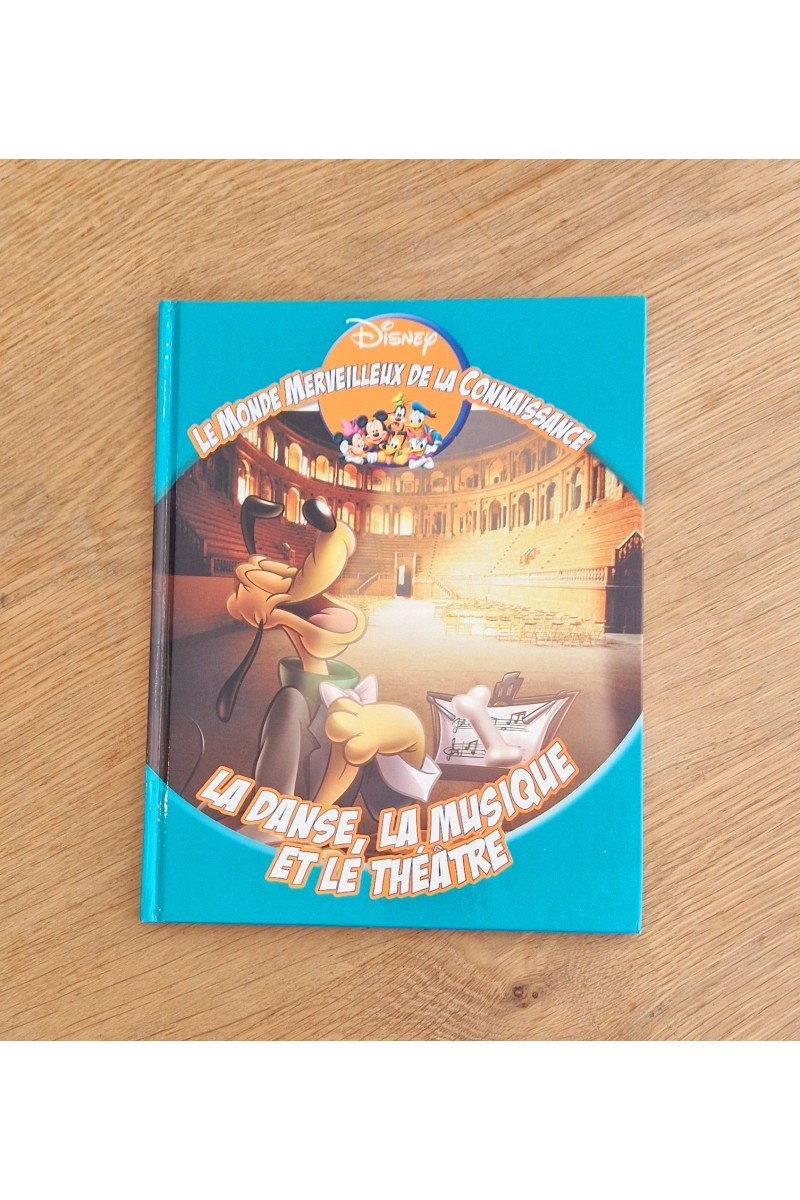 Disney
Le Monde Merveilleux de la Connaissance
LA DANSE, LA MUSIQUE
ET LE THÉÂTRE